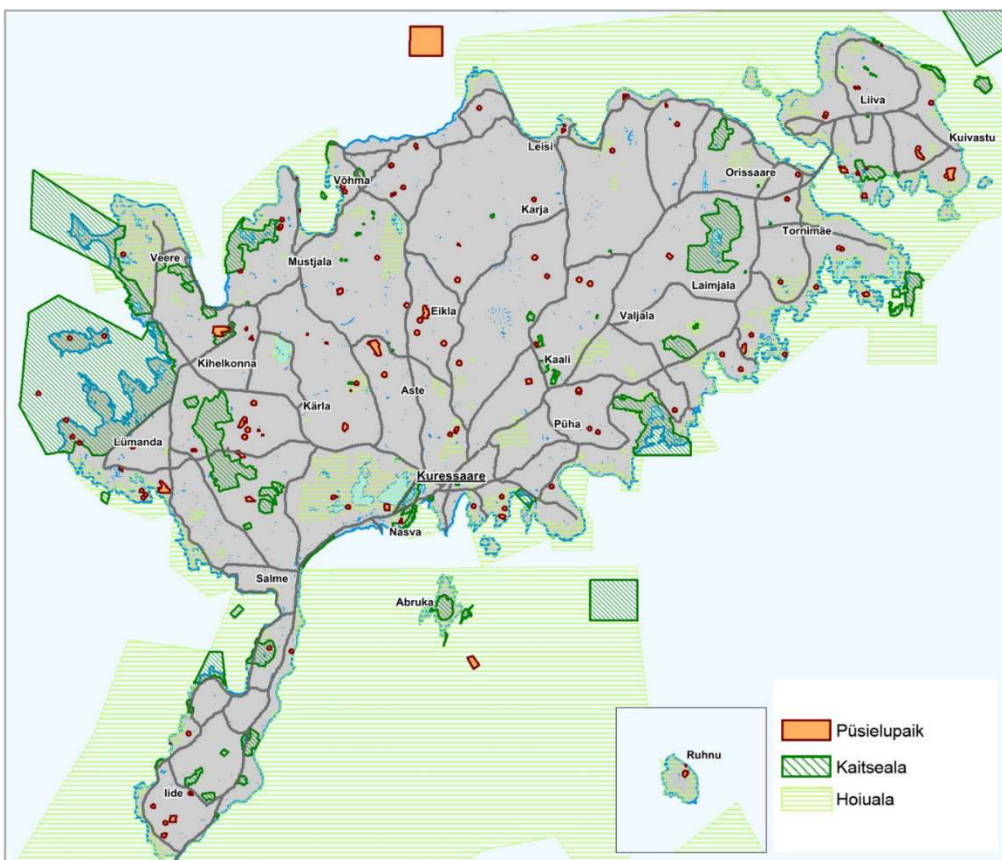 Liiva
Kuivastu
Leisi
Orissaare
Võhma
Karja
Tornimäe
Veere
Mustjala
Laimjala
Eikla
Valjala
Kihelkonna
Kaali
Aste
Kärla
Püha
Lümanda
Kuressaare
Nasva
Salme
Abruka
Iide
Ruhnu
Püsielupaik
Kaitseala
Hoiuala